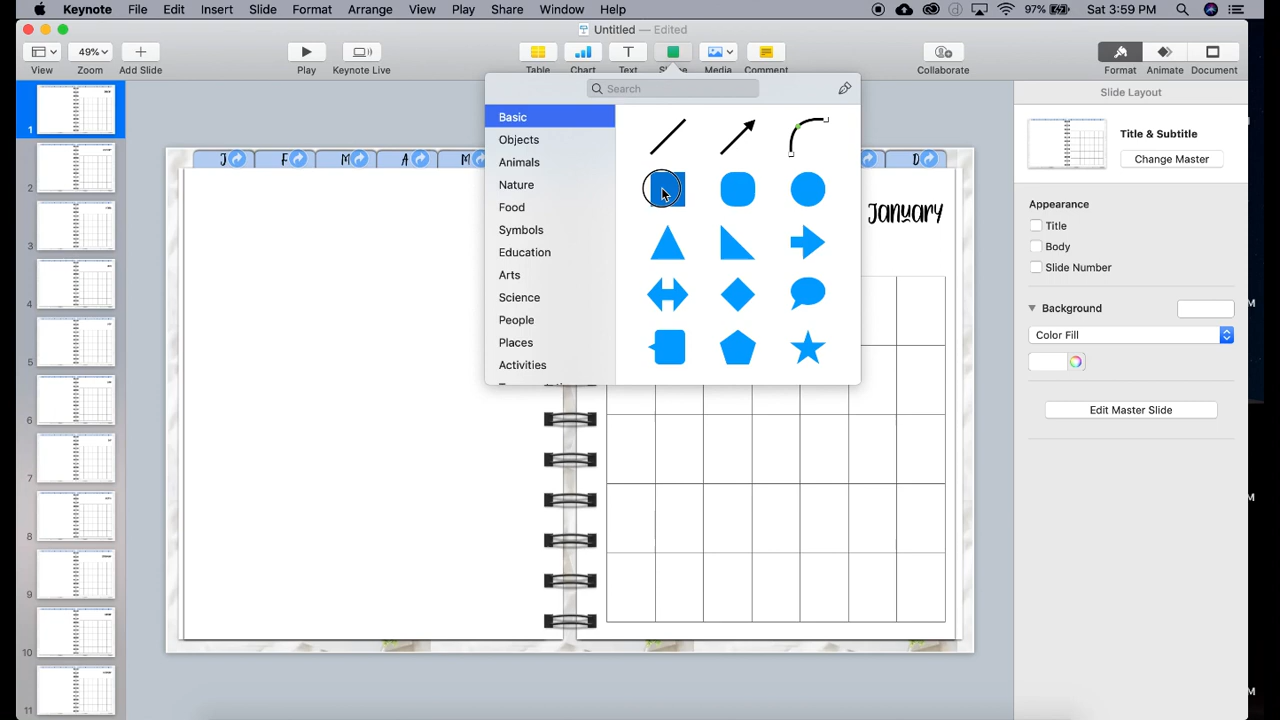 Keynote File Edit Insert Slide Format Arrange View Play Share Window Help 97% Sat 3:59 PM
Untitled — Edited
49%
View Zoom Add Slide Play Keynote Live Table Chart Text Media Comment Collaborate Format Animate Document
Search
Slide Layout
Basic
Objects
Animals
Nature
Food
Symbols
Education
Arts
Science
People
Places
Activities
Title & Subtitle
Change Master
Appearance
Title
Body
Slide Number
Background
Color Fill
Edit Master Slide
J F M A M D
January
1
2
3
4
5
6
7
8
9
10
11